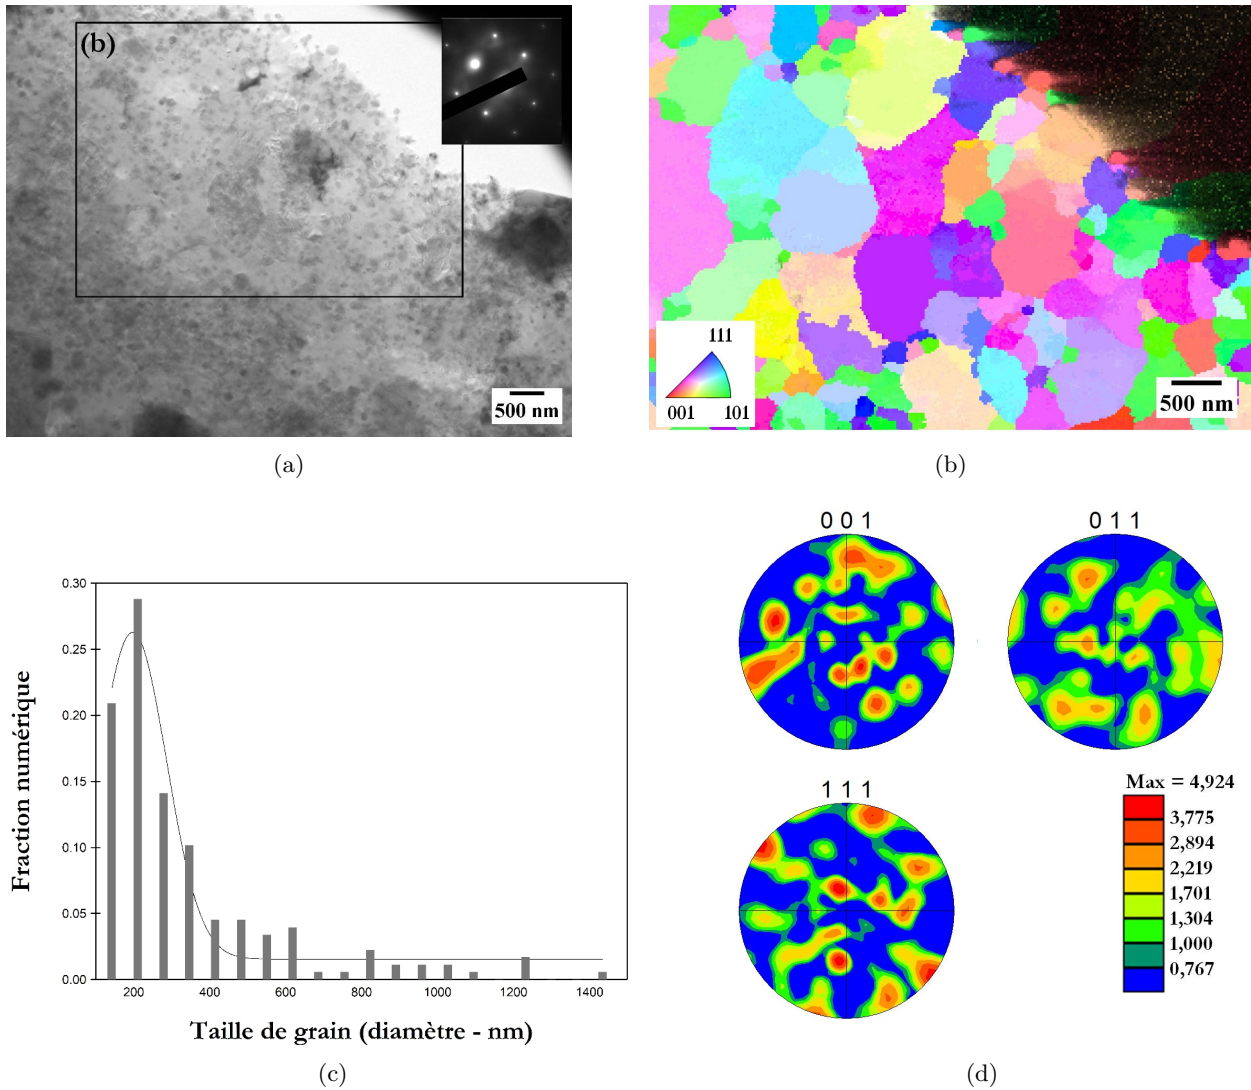 (b)
500 nm
(a)
111
001 101
500 nm
(b)
Fraction numérique
0.30
0.25
0.20
0.15
0.10
0.05
0.00
200 400 600 800 1000 1200 1400
Taille de grain (diamètre - nm)
(c)
0 0 1
0 1 1
1 1 1
Max = 4,924
3,775
2,894
2,219
1,701
1,304
1,000
0,767
(d)